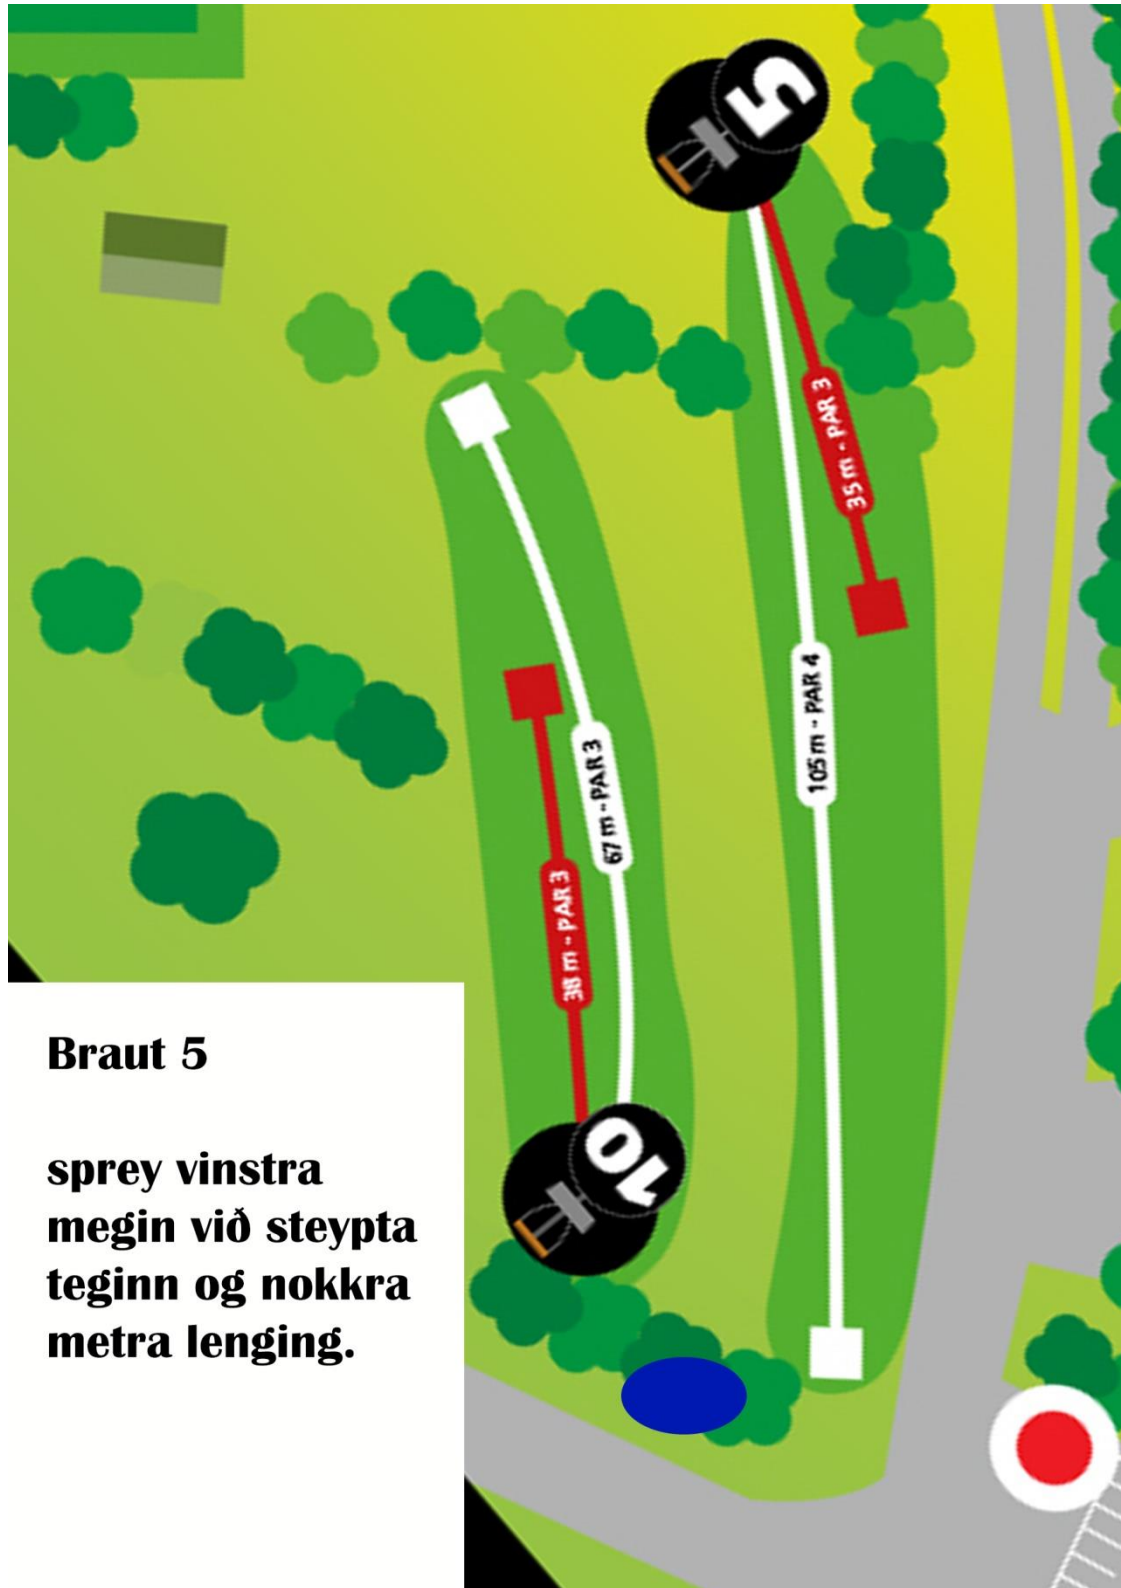 5
35 m - PAR 3
105 m - PAR 4
67 m - PAR 3
38 m - PAR 3
10
Braut 5
sprey vinstra
megin við steypta
teginn og nokkra
metra lenging.